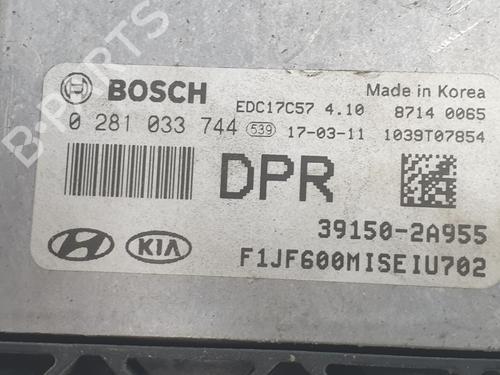 B-PARTS
BOSCH
EDC17C57 4.10
Made in Korea
8714 0065
0 281 033 744 539 17-03-11 1039T07854
DPR
39150-2A955
KIA
F1JF600MISEIU702